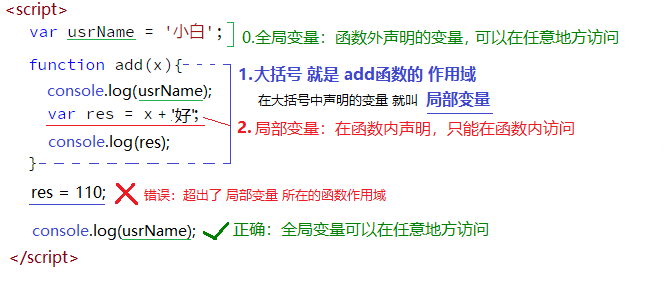 <script>
var usrName = '小白'; 0.全局变量：函数外声明的变量，可以在任意地方访问
function add(x){ 1.大括号 就是 add函数的 作用域
console.log(usrName); 在大括号中声明的变量 就叫 局部变量
var res = x+'好'; 2. 局部变量：在函数内声明，只能在函数内访问
console.log(res);
}
res = 110; 错误：超出了 局部变量 所在的函数作用域
console.log(usrName); 正确：全局变量可以在任意地方访问
</script>